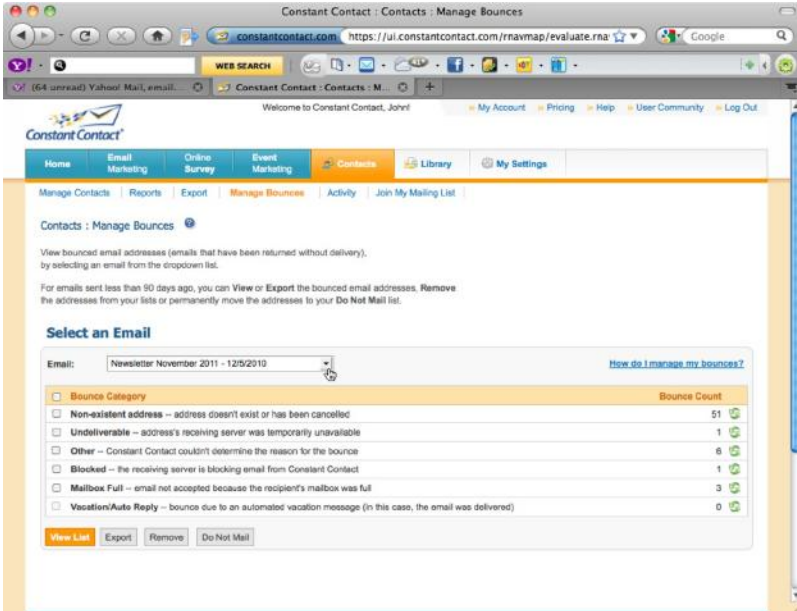 Constant Contact : Contacts : Manage Bounces
constantcontact.com https://ui.constantcontact.com/rnavmap/evaluate.rna Google
Y! WEB SEARCH
(64 unread) Yahoo! Mail, email... Constant Contact : Contacts : M...
Constant Contact
Welcome to Constant Contact, John! My Account Pricing Help User Community Log Out
Home Email Marketing Online Survey Event Marketing Contacts Library My Settings
Manage Contacts Reports Export Manage Bounces Activity Join My Mailing List
Contacts : Manage Bounces
View bounced email addresses (emails that have been returned without delivery),
by selecting an email from the dropdown list.
For emails sent less than 90 days ago, you can View or Export the bounced email addresses, Remove
the addresses from your lists or permanently move the addresses to your Do Not Mail list.
Select an Email
Email: Newsletter November 2011 - 12/5/2010 How do I manage my bounces?
Bounce Category Bounce Count
Non-existent address -- address doesn't exist or has been cancelled 51
Undeliverable -- address's receiving server was temporarily unavailable 1
Other -- Constant Contact couldn't determine the reason for the bounce 6
Blocked -- the receiving server is blocking email from Constant Contact 1
Mailbox Full -- email not accepted because the recipient's mailbox was full 3
Vacation/Auto Reply -- bounce due to an automated vacation message (in this case, the email was delivered) 0
View List Export Remove Do Not Mail